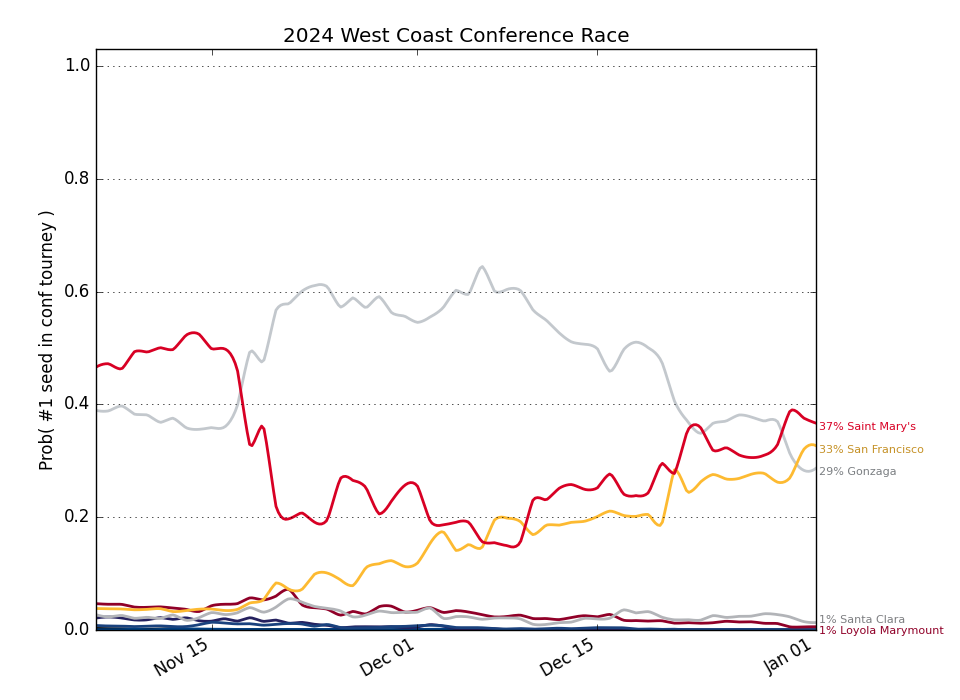 2024 West Coast Conference Race
Prob( #1 seed in conf tourney )
1.0
0.8
0.6
0.4
0.2
0.0
Nov 15
Dec 01
Dec 15
Jan 01
37% Saint Mary's
33% San Francisco
29% Gonzaga
1% Santa Clara
1% Loyola Marymount